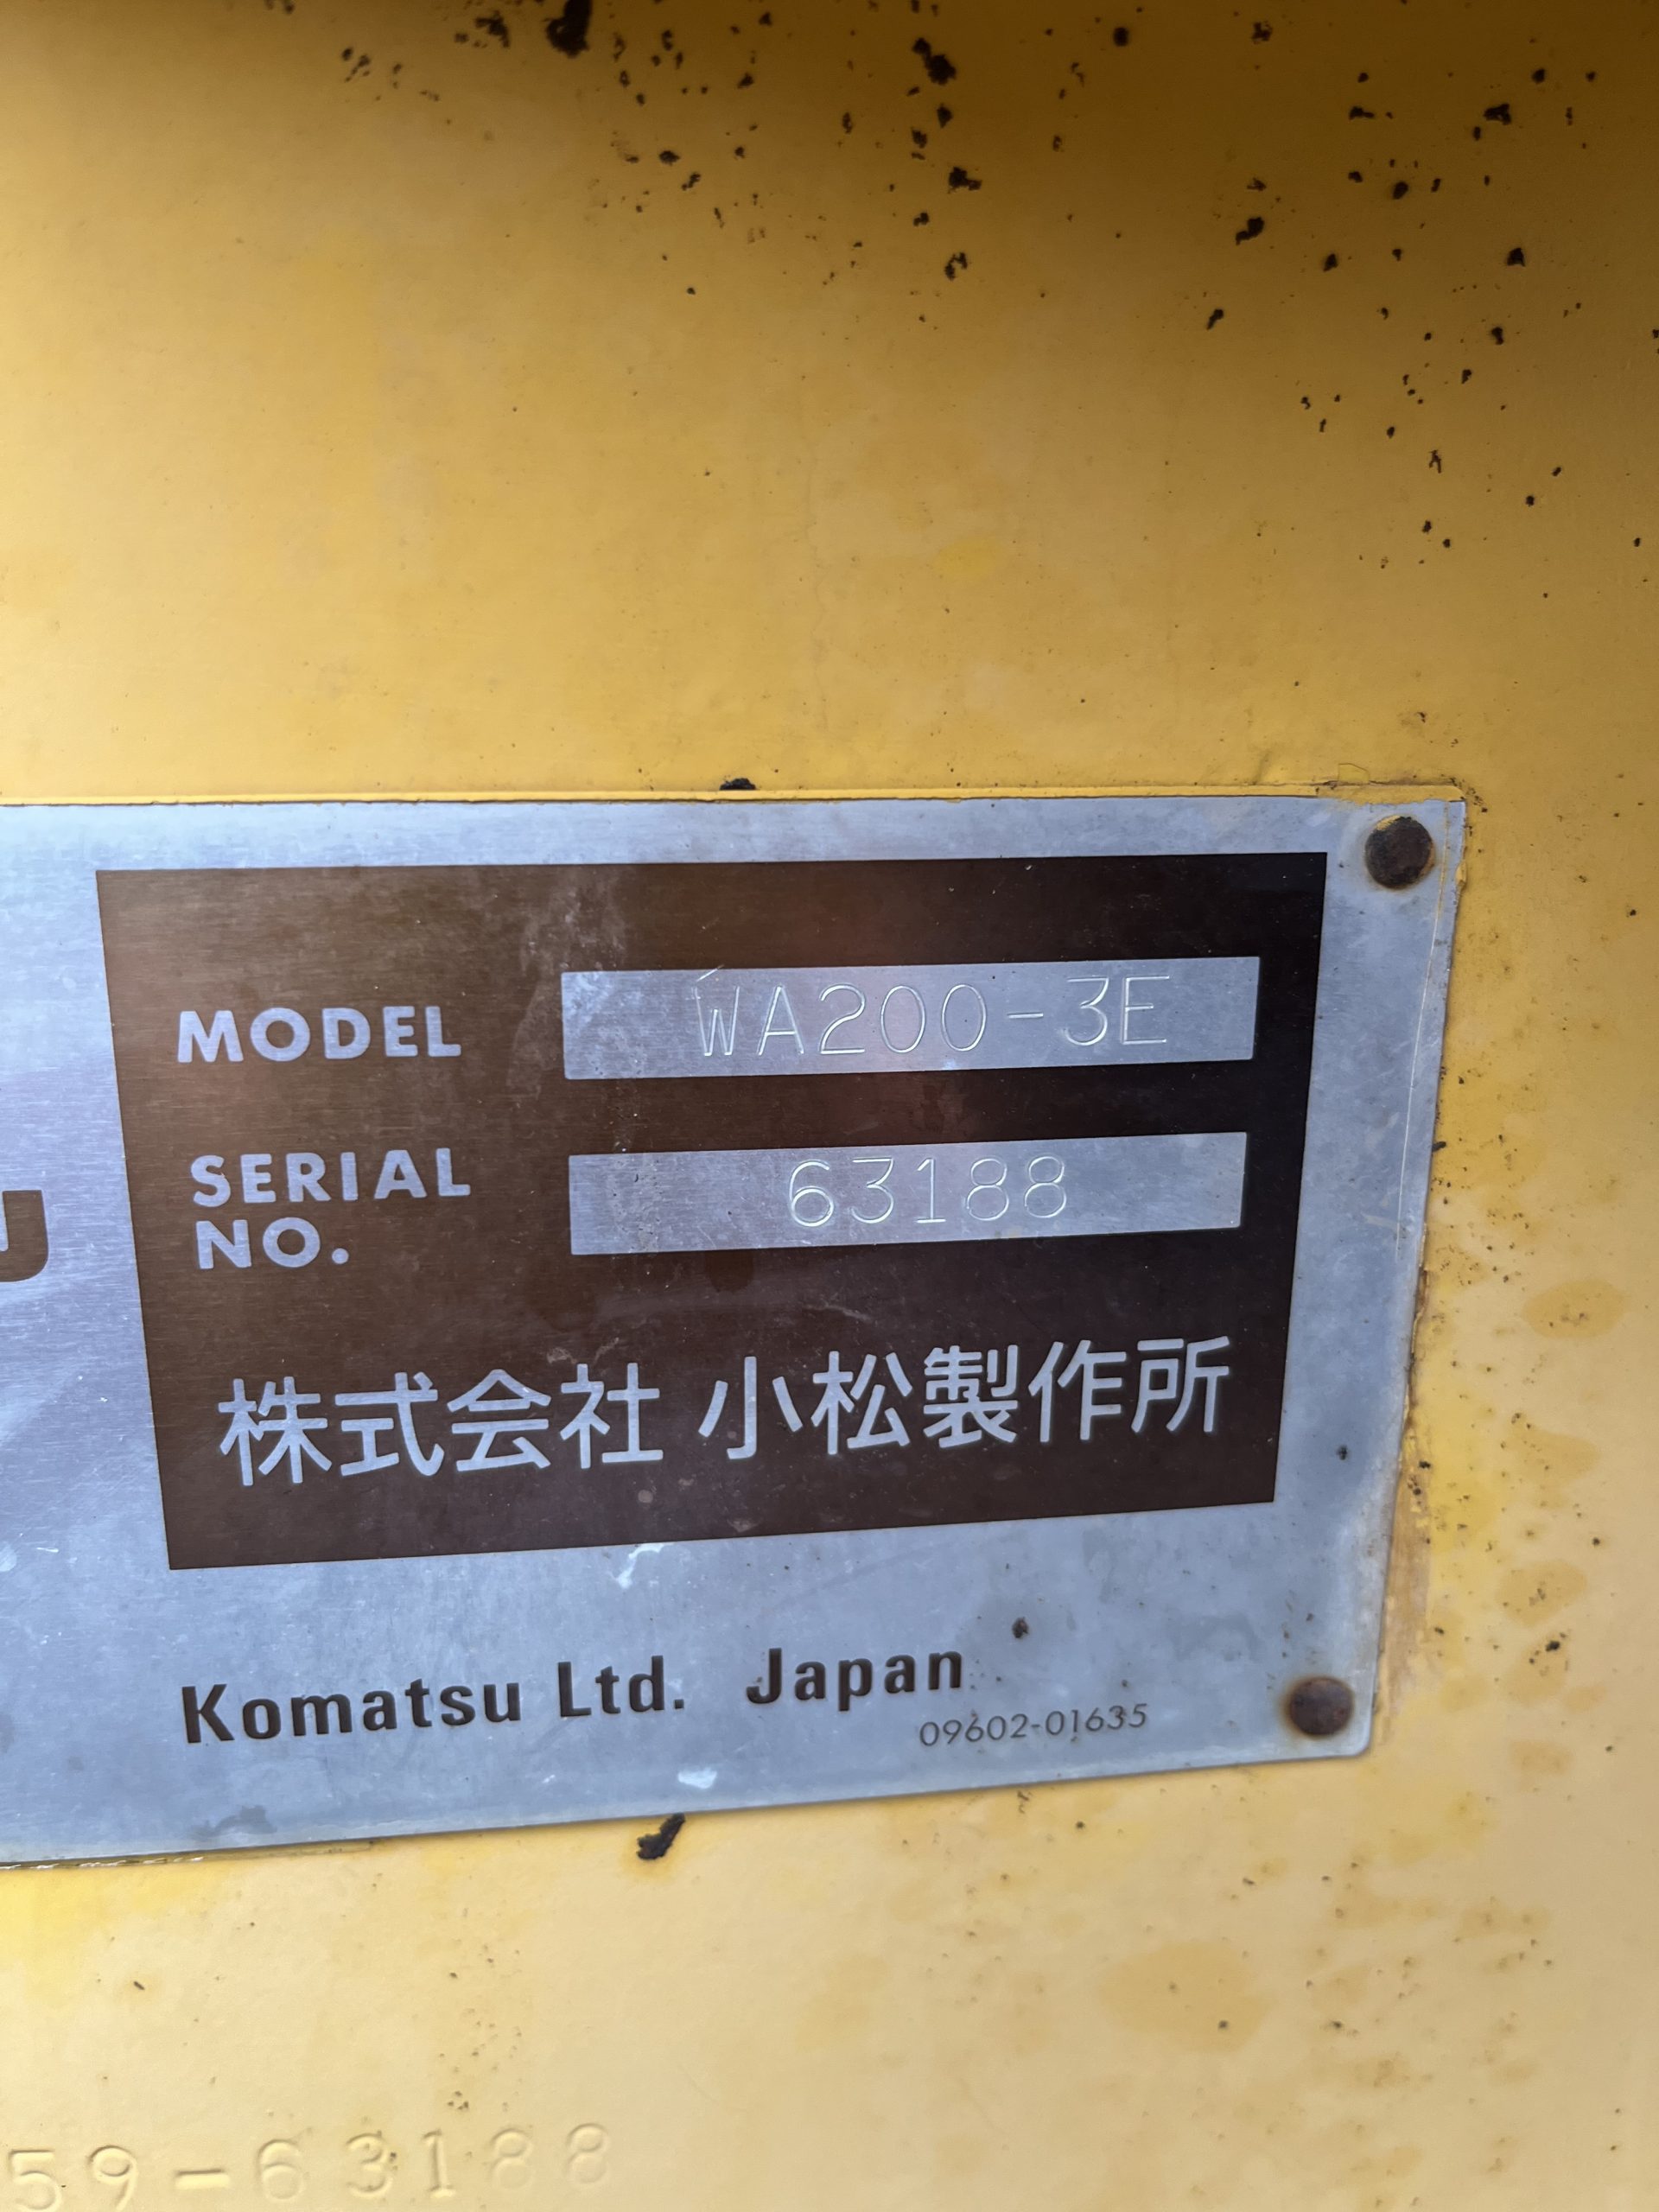 MODEL WA200-3E
SERIAL NO. 63188
株式会社 小松製作所
Komatsu Ltd. Japan
09602-01635
59-63188